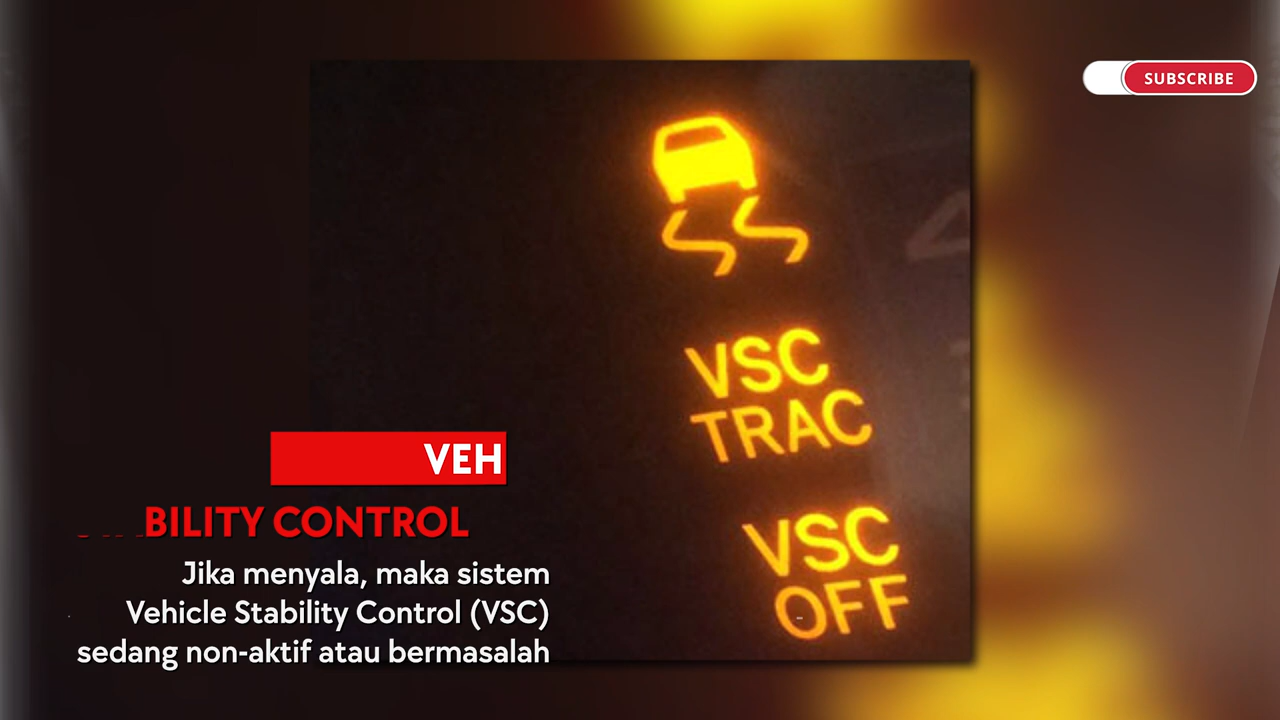 SUBSCRIBE
VSC
TRAC
VSC
OFF
VEH
BILITY CONTROL
Jika menyala, maka sistem
Vehicle Stability Control (VSC)
sedang non-aktif atau bermasalah